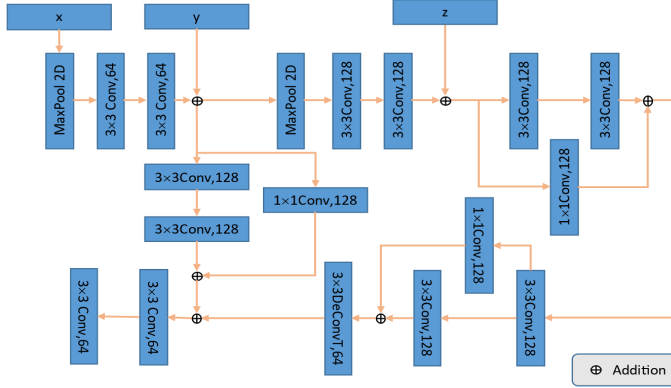 x
y
z
MaxPool 2D
3×3 Conv,64
3×3 Conv,64
MaxPool 2D
3×3Conv,128
3×3Conv,128
3×3Conv,128
3×3Conv,128
1×1Conv,128
3×3Conv,128
1×1Conv,128
3×3Conv,128
1×1Conv,128
3×3 Conv,64
3×3 Conv,64
3×3DeConvT,64
3×3Conv,128
3×3Conv,128
⊕ Addition